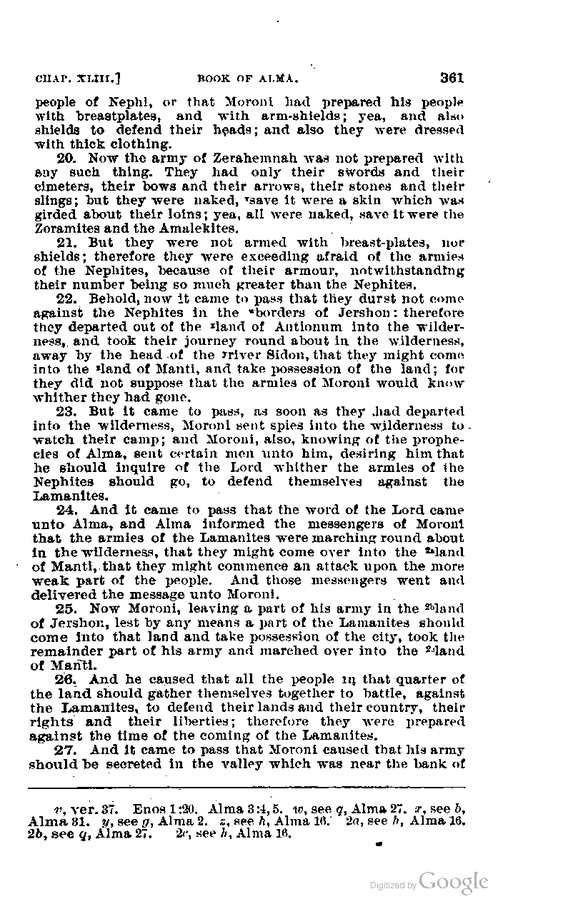 CHAP. XLIII.] BOOK OF ALMA. 361
people of Nephi, or that Moroni had prepared his people
with breastplates, and with arm-shields; yea, and also
shields to defend their heads; and also they were dressed
with thick clothing.
20. Now the army of Zerahemnah was not prepared with
any such thing. They had only their swords and their
cimeters, their bows and their arrows, their stones and their
slings; but they were naked, ᵛsave it were a skin which was
girded about their loins; yea, all were naked, save it were the
Zoramites and the Amalekites.
21. But they were not armed with breast-plates, nor
shields; therefore they were exceeding afraid of the armies
of the Nephites, because of their armour, notwithstanding
their number being so much greater than the Nephites.
22. Behold, now it came to pass that they durst not come
against the Nephites in the ʷborders of Jershon: therefore
they departed out of the ˣland of Antionum into the wilder-
ness, and took their journey round about in the wilderness,
away by the head of the ʸriver Sidon, that they might come
into the ᶻland of Manti, and take possession of the land; for
they did not suppose that the armies of Moroni would know
whither they had gone.
23. But it came to pass, as soon as they had departed
into the wilderness, Moroni sent spies into the wilderness to
watch their camp; and Moroni, also, knowing of the prophe-
cies of Alma, sent certain men unto him, desiring him that
he should inquire of the Lord whither the armies of the
Nephites should go, to defend themselves against the
Lamanites.
24. And it came to pass that the word of the Lord came
unto Alma, and Alma informed the messengers of Moroni
that the armies of the Lamanites were marching round about
in the wilderness, that they might come over into the ²ᵃland
of Manti, that they might commence an attack upon the more
weak part of the people. And those messengers went and
delivered the message unto Moroni.
25. Now Moroni, leaving a part of his army in the ²ᵇland
of Jershon, lest by any means a part of the Lamanites should
come into that land and take possession of the city, took the
remainder part of his army and marched over into the ²ᶜland
of Manti.
26. And he caused that all the people in that quarter of
the land should gather themselves together to battle, against
the Lamanites, to defend their lands and their country, their
rights and their liberties; therefore they were prepared
against the time of the coming of the Lamanites.
27. And it came to pass that Moroni caused that his army
should be secreted in the valley which was near the bank of
v, ver. 37. Enos 1:20. Alma 3:4, 5. w, see q, Alma 27. x, see b,
Alma 31. y, see g, Alma 2. z, see h, Alma 16. 2a, see h, Alma 16.
2b, see q, Alma 27. 2c, see h, Alma 16.
Digitized by Google